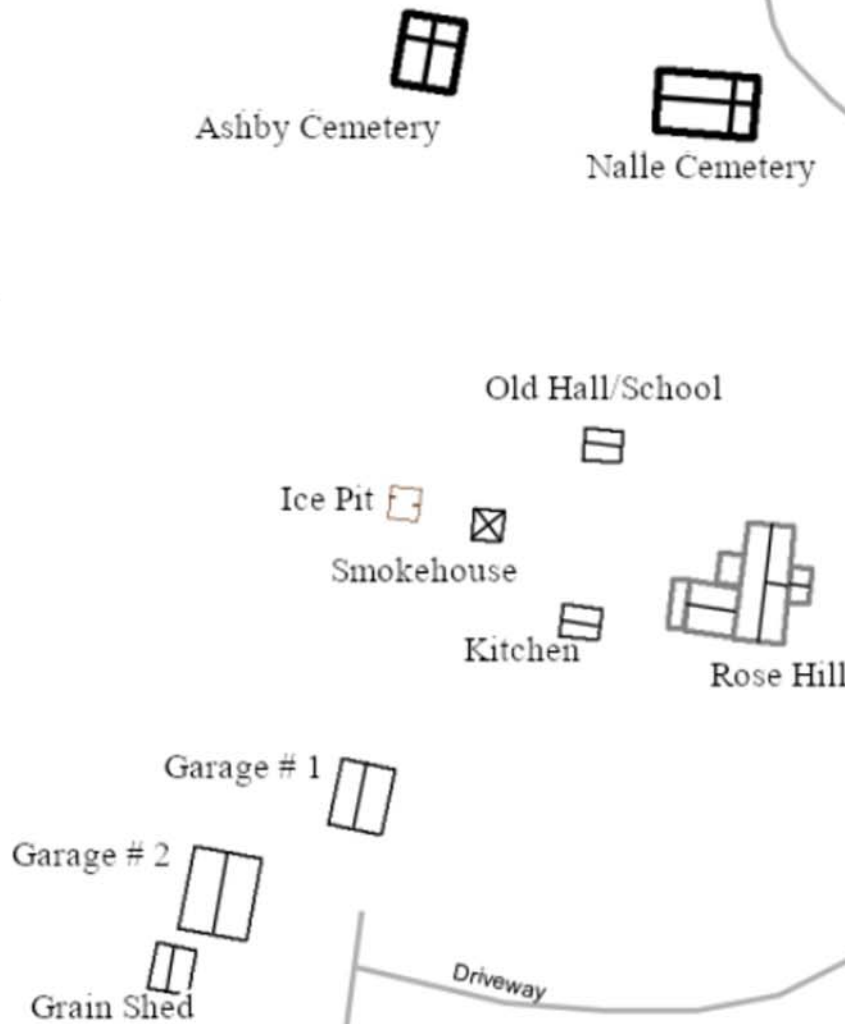 Ashby Cemetery
Nalle Cemetery
Old Hall/School
Ice Pit
Smokehouse
Kitchen
Rose Hill
Garage # 1
Garage # 2
Driveway
Grain Shed